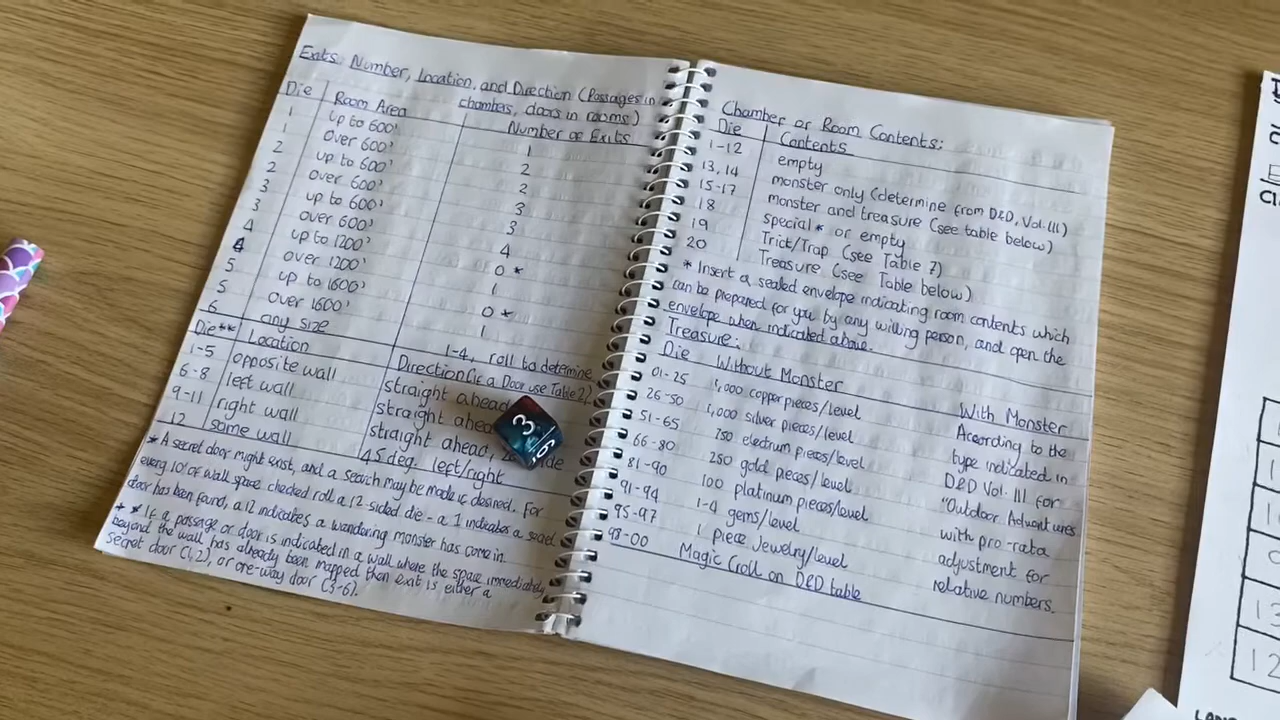 Exits: Number, Location, and Direction (Passages in
chambers, doors in rooms)
Die Room Area Number of Exits
1 up to 600' 1
1 over 600' 2
2 up to 600' 2
2 over 600' 3
3 up to 600' 3
3 over 600' 4
4 up to 1200' 0 *
4 over 1200' 1
5 up to 1600' 0 *
5 over 1600' 1
6 any size 1-4, roll to determine
Die** Location Direction (if a Door use Table 2)
1-5 opposite wall straight ahead
6-8 left wall straight ahead
9-11 right wall straight ahead,
12 same wall 45 deg. left/right
* A secret door might exist, and a search may be made if desired. For
every 10' of wall space checked roll a 12-sided die - a 1 indicates a secret
door has been found, a 12 indicates a wandering monster has come in.
* * If a passage or door is indicated in a wall where the space immediately
beyond the wall has already been mapped then exit is either a
secret door (1,2), or one-way door (3-6).
3
Chamber or Room Contents:
Die Contents
1-12 empty
13, 14 monster only (determine from D&D, Vol. III)
15-17 monster and treasure (see table below)
18 special* or empty
19 Trick/Trap (see Table 7)
20 Treasure (see Table below)
* Insert a sealed envelope indicating room contents which
can be prepared for you by any willing person, and open the
envelope when indicated above.
Treasure:
Die Without Monster With Monster
01-25 1,000 copper pieces/level According to the
26-50 1,000 silver pieces/level type indicated in
51-65 750 electrum pieces/level D&D Vol. III for
66-80 250 gold pieces/level "Outdoor Adventures
81-90 100 platinum pieces/level with pro-rata
91-94 1-4 gems/level adjustment for
95-97 1 piece Jewelry/level relative numbers.
98-00 Magic (roll on D&D table